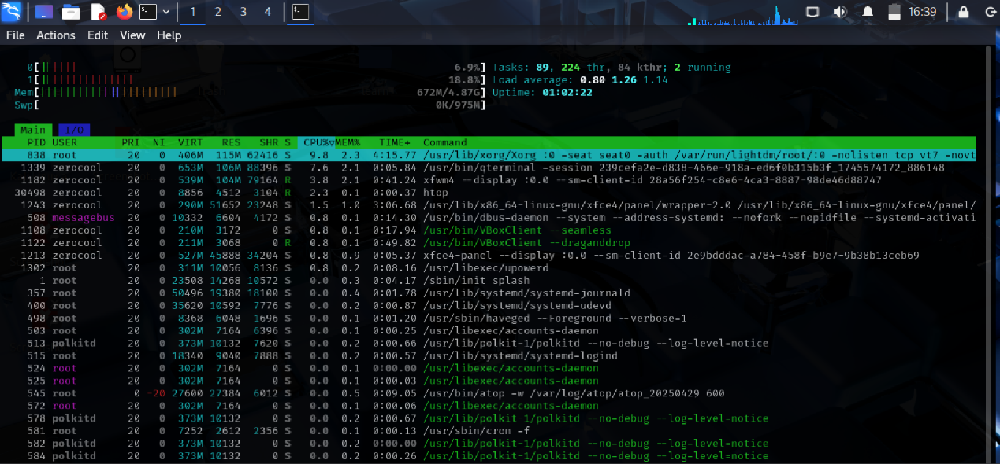 1 2 3 4 16:39
File Actions Edit View Help
0[||||||| 6.9%] Tasks: 89, 224 thr, 84 kthr; 2 running
1[|||||||||||||||| 18.8%] Load average: 0.80 1.26 1.14
Mem[|||||||||||||||||||||||| 672M/4.87G] Uptime: 01:02:22
Swp[ 0K/975M]
Main I/O
PID USER PRI NI VIRT RES SHR S CPU%▽MEM% TIME+ Command
838 root 20 0 406M 115M 62416 S 9.8 2.3 4:15.77 /usr/lib/xorg/Xorg :0 -seat seat0 -auth /var/run/lightdm/root/:0 -nolisten tcp vt7 -novt
1339 zerocool 20 0 653M 106M 88396 S 7.6 2.1 0:05.84 /usr/bin/qterminal -session 239cefa2e-d838-466e-918a-ed6f0b315b3f_1745574172_886148
1182 zerocool 20 0 539M 104M 79164 R 3.8 2.1 0:41.24 xfwm4 --display :0.0 --sm-client-id 28a56f254-c8e6-4ca3-8887-98de46d88747
30498 zerocool 20 0 8856 4512 3104 R 2.3 0.1 0:00.37 htop
1243 zerocool 20 0 290M 51652 23248 S 1.5 1.0 3:06.68 /usr/lib/x86_64-linux-gnu/xfce4/panel/wrapper-2.0 /usr/lib/x86_64-linux-gnu/xfce4/panel/
508 messagebus 20 0 10332 6604 4172 S 0.8 0.1 0:14.30 /usr/bin/dbus-daemon --system --address=systemd: --nofork --nopidfile --systemd-activati
1108 zerocool 20 0 210M 3172 0 S 0.8 0.1 0:17.94 /usr/bin/VBoxClient --seamless
1122 zerocool 20 0 211M 3068 0 R 0.8 0.1 0:49.82 /usr/bin/VBoxClient --draganddrop
1213 zerocool 20 0 527M 45888 34204 S 0.8 0.9 0:05.37 xfce4-panel --display :0.0 --sm-client-id 2e9bdddac-a784-458f-b9e7-9b38b13ceb69
1302 root 20 0 311M 10056 8136 S 0.8 0.2 0:08.16 /usr/libexec/upowerd
1 root 20 0 23508 14268 10572 S 0.0 0.3 0:04.17 /sbin/init splash
357 root 20 0 50496 19380 18100 S 0.0 0.4 0:01.78 /usr/lib/systemd/systemd-journald
400 root 20 0 35620 10592 7776 S 0.0 0.2 0:00.87 /usr/lib/systemd/systemd-udevd
498 root 20 0 8368 6048 1696 S 0.0 0.1 0:01.20 /usr/sbin/haveged --Foreground --verbose=1
503 root 20 0 302M 7164 6396 S 0.0 0.1 0:00.25 /usr/libexec/accounts-daemon
513 polkitd 20 0 373M 10132 7620 S 0.0 0.2 0:00.66 /usr/lib/polkit-1/polkitd --no-debug --log-level=notice
515 root 20 0 18340 9040 7888 S 0.0 0.2 0:00.57 /usr/lib/systemd/systemd-logind
524 root 20 0 302M 7164 0 S 0.0 0.1 0:00.00 /usr/libexec/accounts-daemon
525 root 20 0 302M 7164 0 S 0.0 0.1 0:00.03 /usr/libexec/accounts-daemon
545 root 0 -20 27600 27384 6012 S 0.0 0.5 0:09.05 /usr/bin/atop -w /var/log/atop/atop_20250429 600
572 root 20 0 302M 7164 0 S 0.0 0.1 0:00.06 /usr/libexec/accounts-daemon
578 polkitd 20 0 373M 10132 0 S 0.0 0.2 0:00.67 /usr/lib/polkit-1/polkitd --no-debug --log-level=notice
581 root 20 0 7252 2612 2356 S 0.0 0.1 0:00.13 /usr/sbin/cron -f
582 polkitd 20 0 373M 10132 0 S 0.0 0.2 0:00.00 /usr/lib/polkit-1/polkitd --no-debug --log-level=notice
584 polkitd 20 0 373M 10132 0 S 0.0 0.2 0:00.26 /usr/lib/polkit-1/polkitd --no-debug --log-level=notice